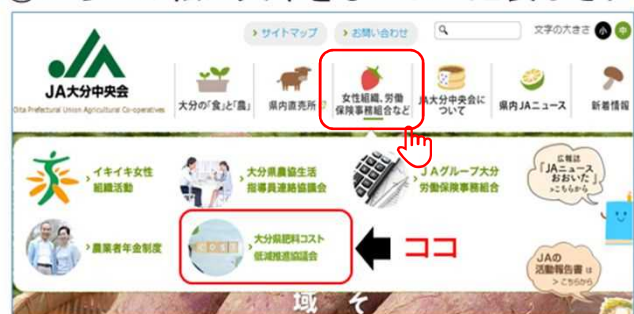 サイトマップ
お問い合わせ
文字の大きさ 小 中
JA大分中央会
Oita Prefectural Union Agricultural Co-operatives
大分の「食」と「農」
県内直売所
女性組織、労働
保険事務組合など
JA大分中央会に
ついて
県内JAニュース
新着情報
イキイキ女性
組織活動
大分県農協生活
指導員連絡協議会
JAグループ大分
労働保険事務組合
広報誌
「JAニュース
おおいた」
>こちらから
農業者年金制度
大分県肥料コスト
低減推進協議会
ココ
JAの
活動報告書は
>こちらから
域 そ